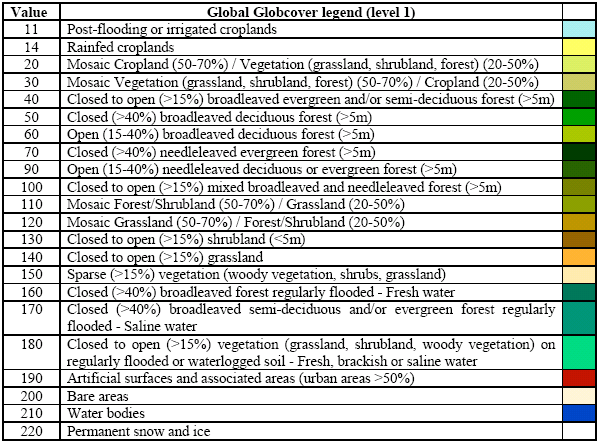 Value Global Globcover legend (level 1)
11 Post-flooding or irrigated croplands
14 Rainfed croplands
20 Mosaic Cropland (50-70%) / Vegetation (grassland, shrubland, forest) (20-50%)
30 Mosaic Vegetation (grassland, shrubland, forest) (50-70%) / Cropland (20-50%)
40 Closed to open (>15%) broadleaved evergreen and/or semi-deciduous forest (>5m)
50 Closed (>40%) broadleaved deciduous forest (>5m)
60 Open (15-40%) broadleaved deciduous forest (>5m)
70 Closed (>40%) needleleaved evergreen forest (>5m)
90 Open (15-40%) needleleaved deciduous or evergreen forest (>5m)
100 Closed to open (>15%) mixed broadleaved and needleleaved forest (>5m)
110 Mosaic Forest/Shrubland (50-70%) / Grassland (20-50%)
120 Mosaic Grassland (50-70%) / Forest/Shrubland (20-50%)
130 Closed to open (>15%) shrubland (<5m)
140 Closed to open (>15%) grassland
150 Sparse (>15%) vegetation (woody vegetation, shrubs, grassland)
160 Closed (>40%) broadleaved forest regularly flooded - Fresh water
170 Closed (>40%) broadleaved semi-deciduous and/or evergreen forest regularly
flooded - Saline water
180 Closed to open (>15%) vegetation (grassland, shrubland, woody vegetation) on
regularly flooded or waterlogged soil - Fresh, brackish or saline water
190 Artificial surfaces and associated areas (urban areas >50%)
200 Bare areas
210 Water bodies
220 Permanent snow and ice